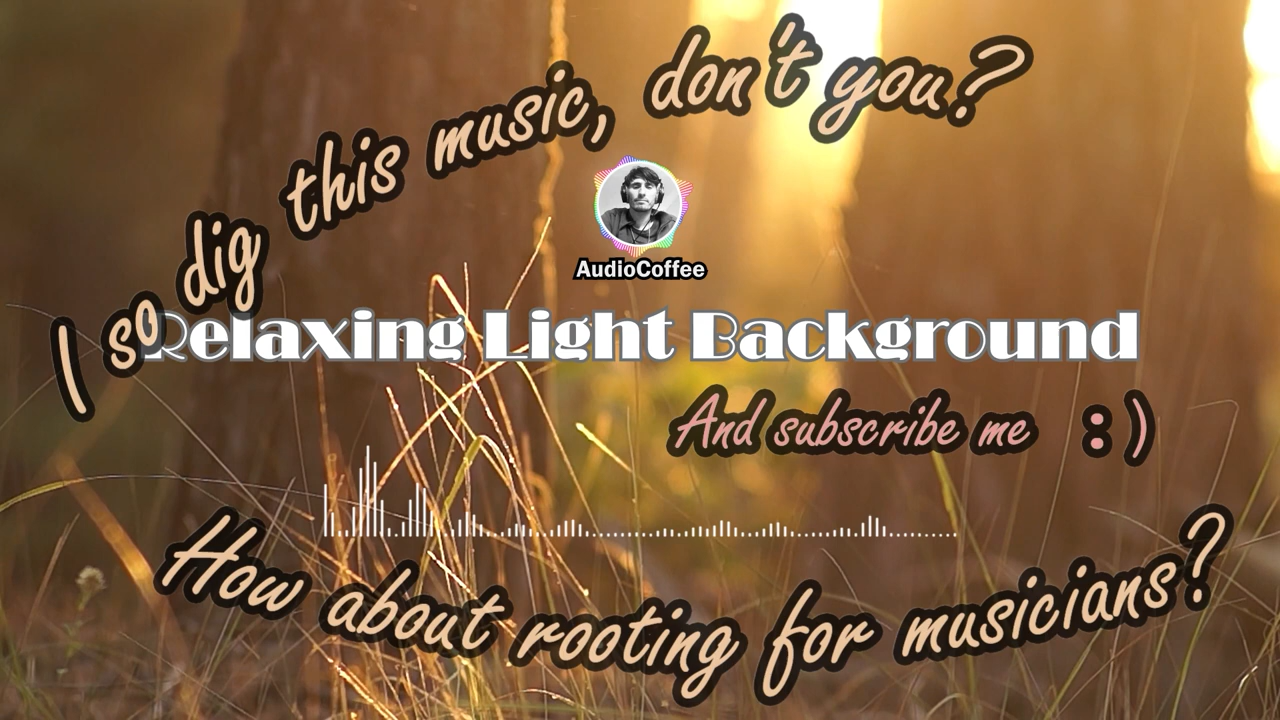 I so dig this music, don't you?
AudioCoffee
Relaxing Light Background
And subscribe me :)
How about rooting for musicians?